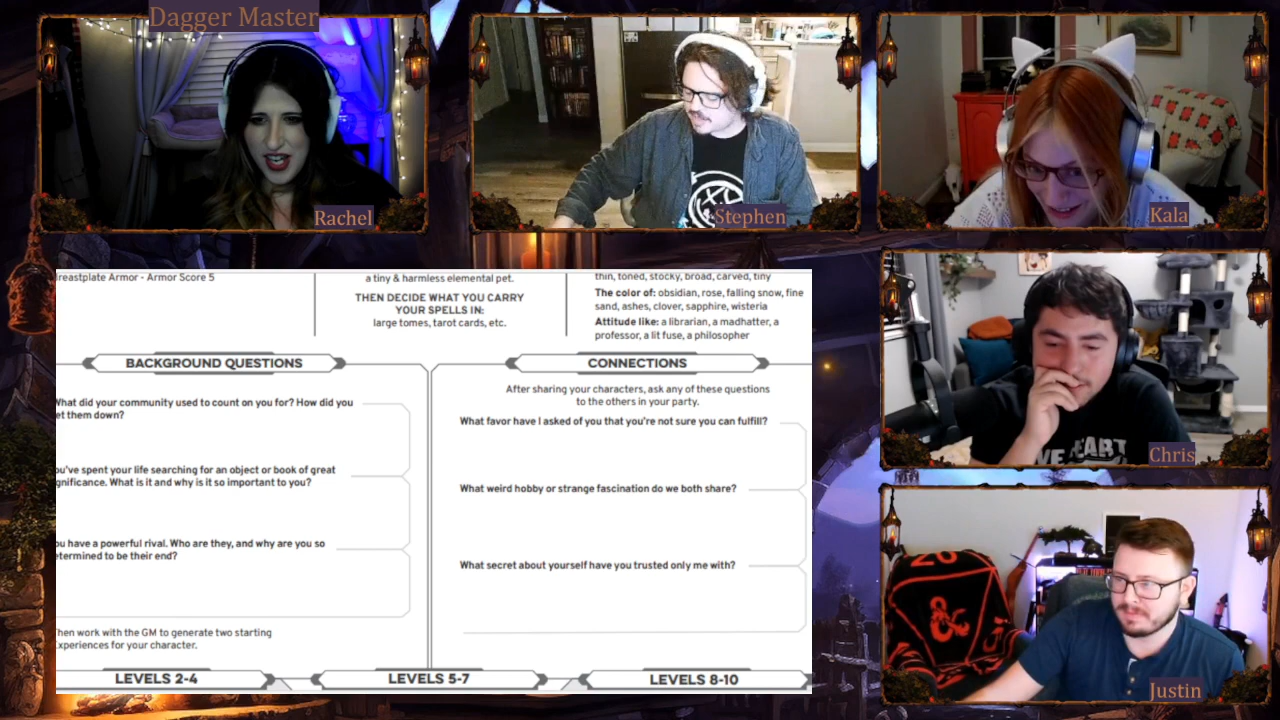 Dagger Master
Rachel
Stephen
Kala
Breastplate Armor - Armor Score 5
a tiny & harmless elemental pet.
THEN DECIDE WHAT YOU CARRY
YOUR SPELLS IN:
large tomes, tarot cards, etc.
thin, toned, stocky, broad, carved, tiny
The color of: obsidian, rose, falling snow, fine
sand, ashes, clover, sapphire, wisteria
Attitude like: a librarian, a madhatter, a
professor, a lit fuse, a philosopher
BACKGROUND QUESTIONS
What did your community used to count on you for? How did you
et them down?
ou've spent your life searching for an object or book of great
gnificance. What is it and why is it so important to you?
ou have a powerful rival. Who are they, and why are you so
etermined to be their end?
Then work with the GM to generate two starting
Experiences for your character.
CONNECTIONS
After sharing your characters, ask any of these questions
to the others in your party.
What favor have I asked of you that you're not sure you can fulfill?
What weird hobby or strange fascination do we both share?
What secret about yourself have you trusted only me with?
LEVELS 2-4
LEVELS 5-7
LEVELS 8-10
HEART
Chris
20
&
Justin